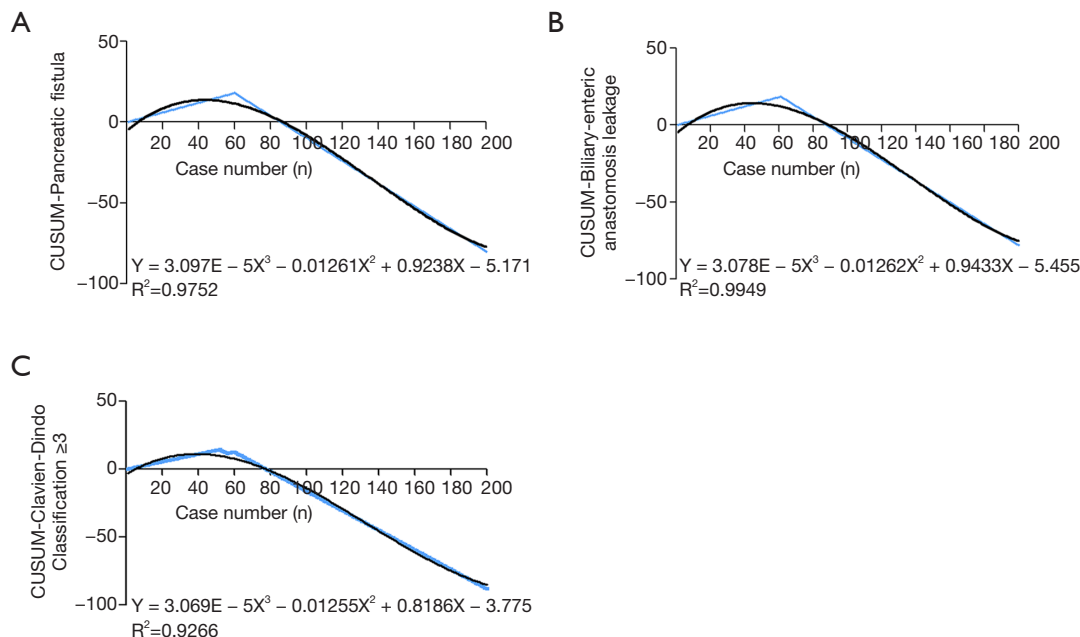 A
CUSUM-Pancreatic fistula
50
0
−50
−100
20 40 60 80 100 120 140 160 180 200
Case number (n)
Y = 3.097E − 5X³ − 0.01261X² + 0.9238X − 5.171
R²=0.9752
B
CUSUM-Biliary-enteric
anastomosis leakage
50
0
−50
−100
20 40 60 80 100 120 140 160 180 200
Case number (n)
Y = 3.078E − 5X³ − 0.01262X² + 0.9433X − 5.455
R²=0.9949
C
CUSUM-Clavien-Dindo
Classification ≥3
50
0
−50
−100
20 40 60 80 100 120 140 160 180 200
Case number (n)
Y = 3.069E − 5X³ − 0.01255X² + 0.8186X − 3.775
R²=0.9266